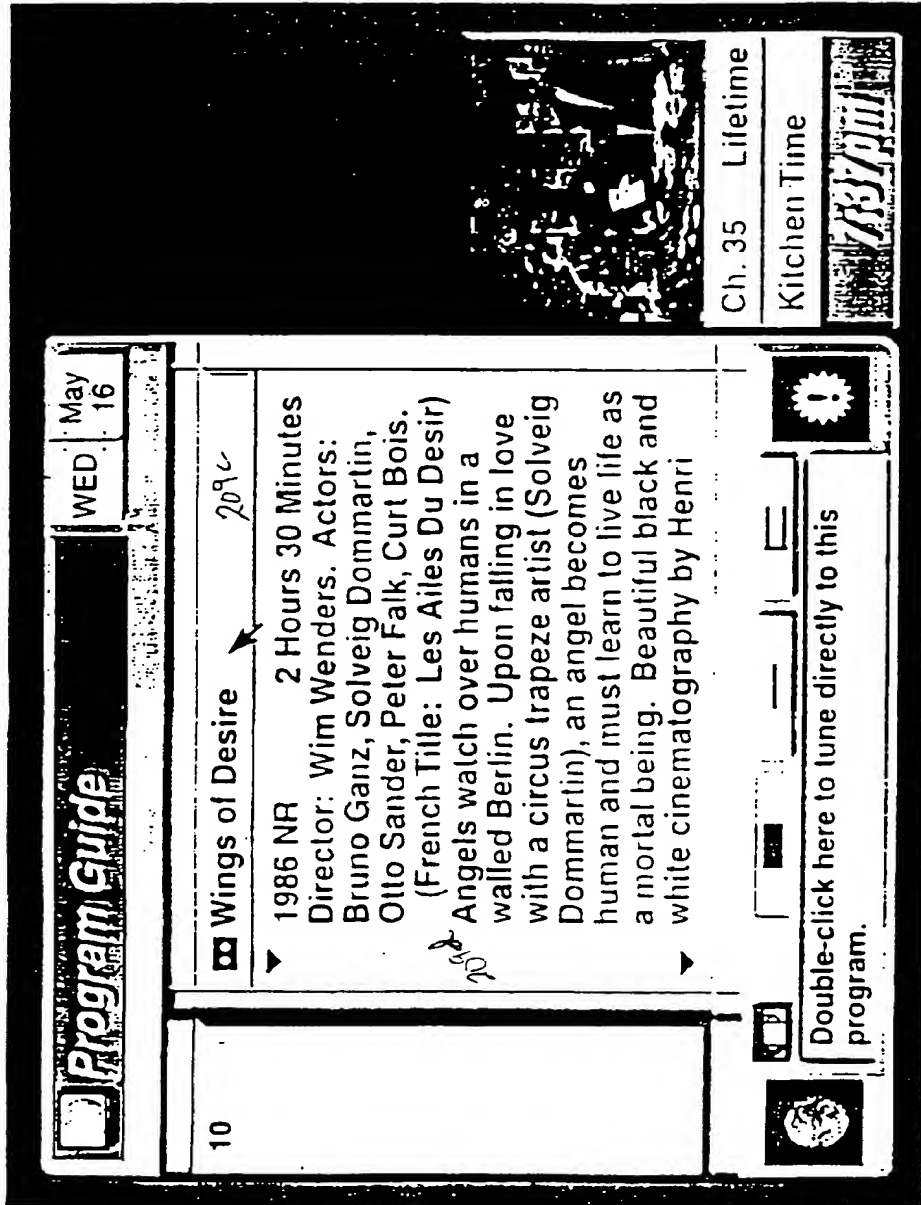 Program Guide
WED May 16
10
Wings of Desire 209c
1986 NR 2 Hours 30 Minutes
Director: Wim Wenders. Actors:
Bruno Ganz, Solveig Dommartin,
Otto Sander, Peter Falk, Curt Bois.
(French Title: Les Ailes Du Desir)
209d Angels watch over humans in a
walled Berlin. Upon falling in love
with a circus trapeze artist (Solveig
Dommartin), an angel becomes
human and must learn to live life as
a mortal being. Beautiful black and
white cinematography by Henri
!
Double-click here to tune directly to this
program.
Ch. 35 Lifetime
Kitchen Time
7:37pm